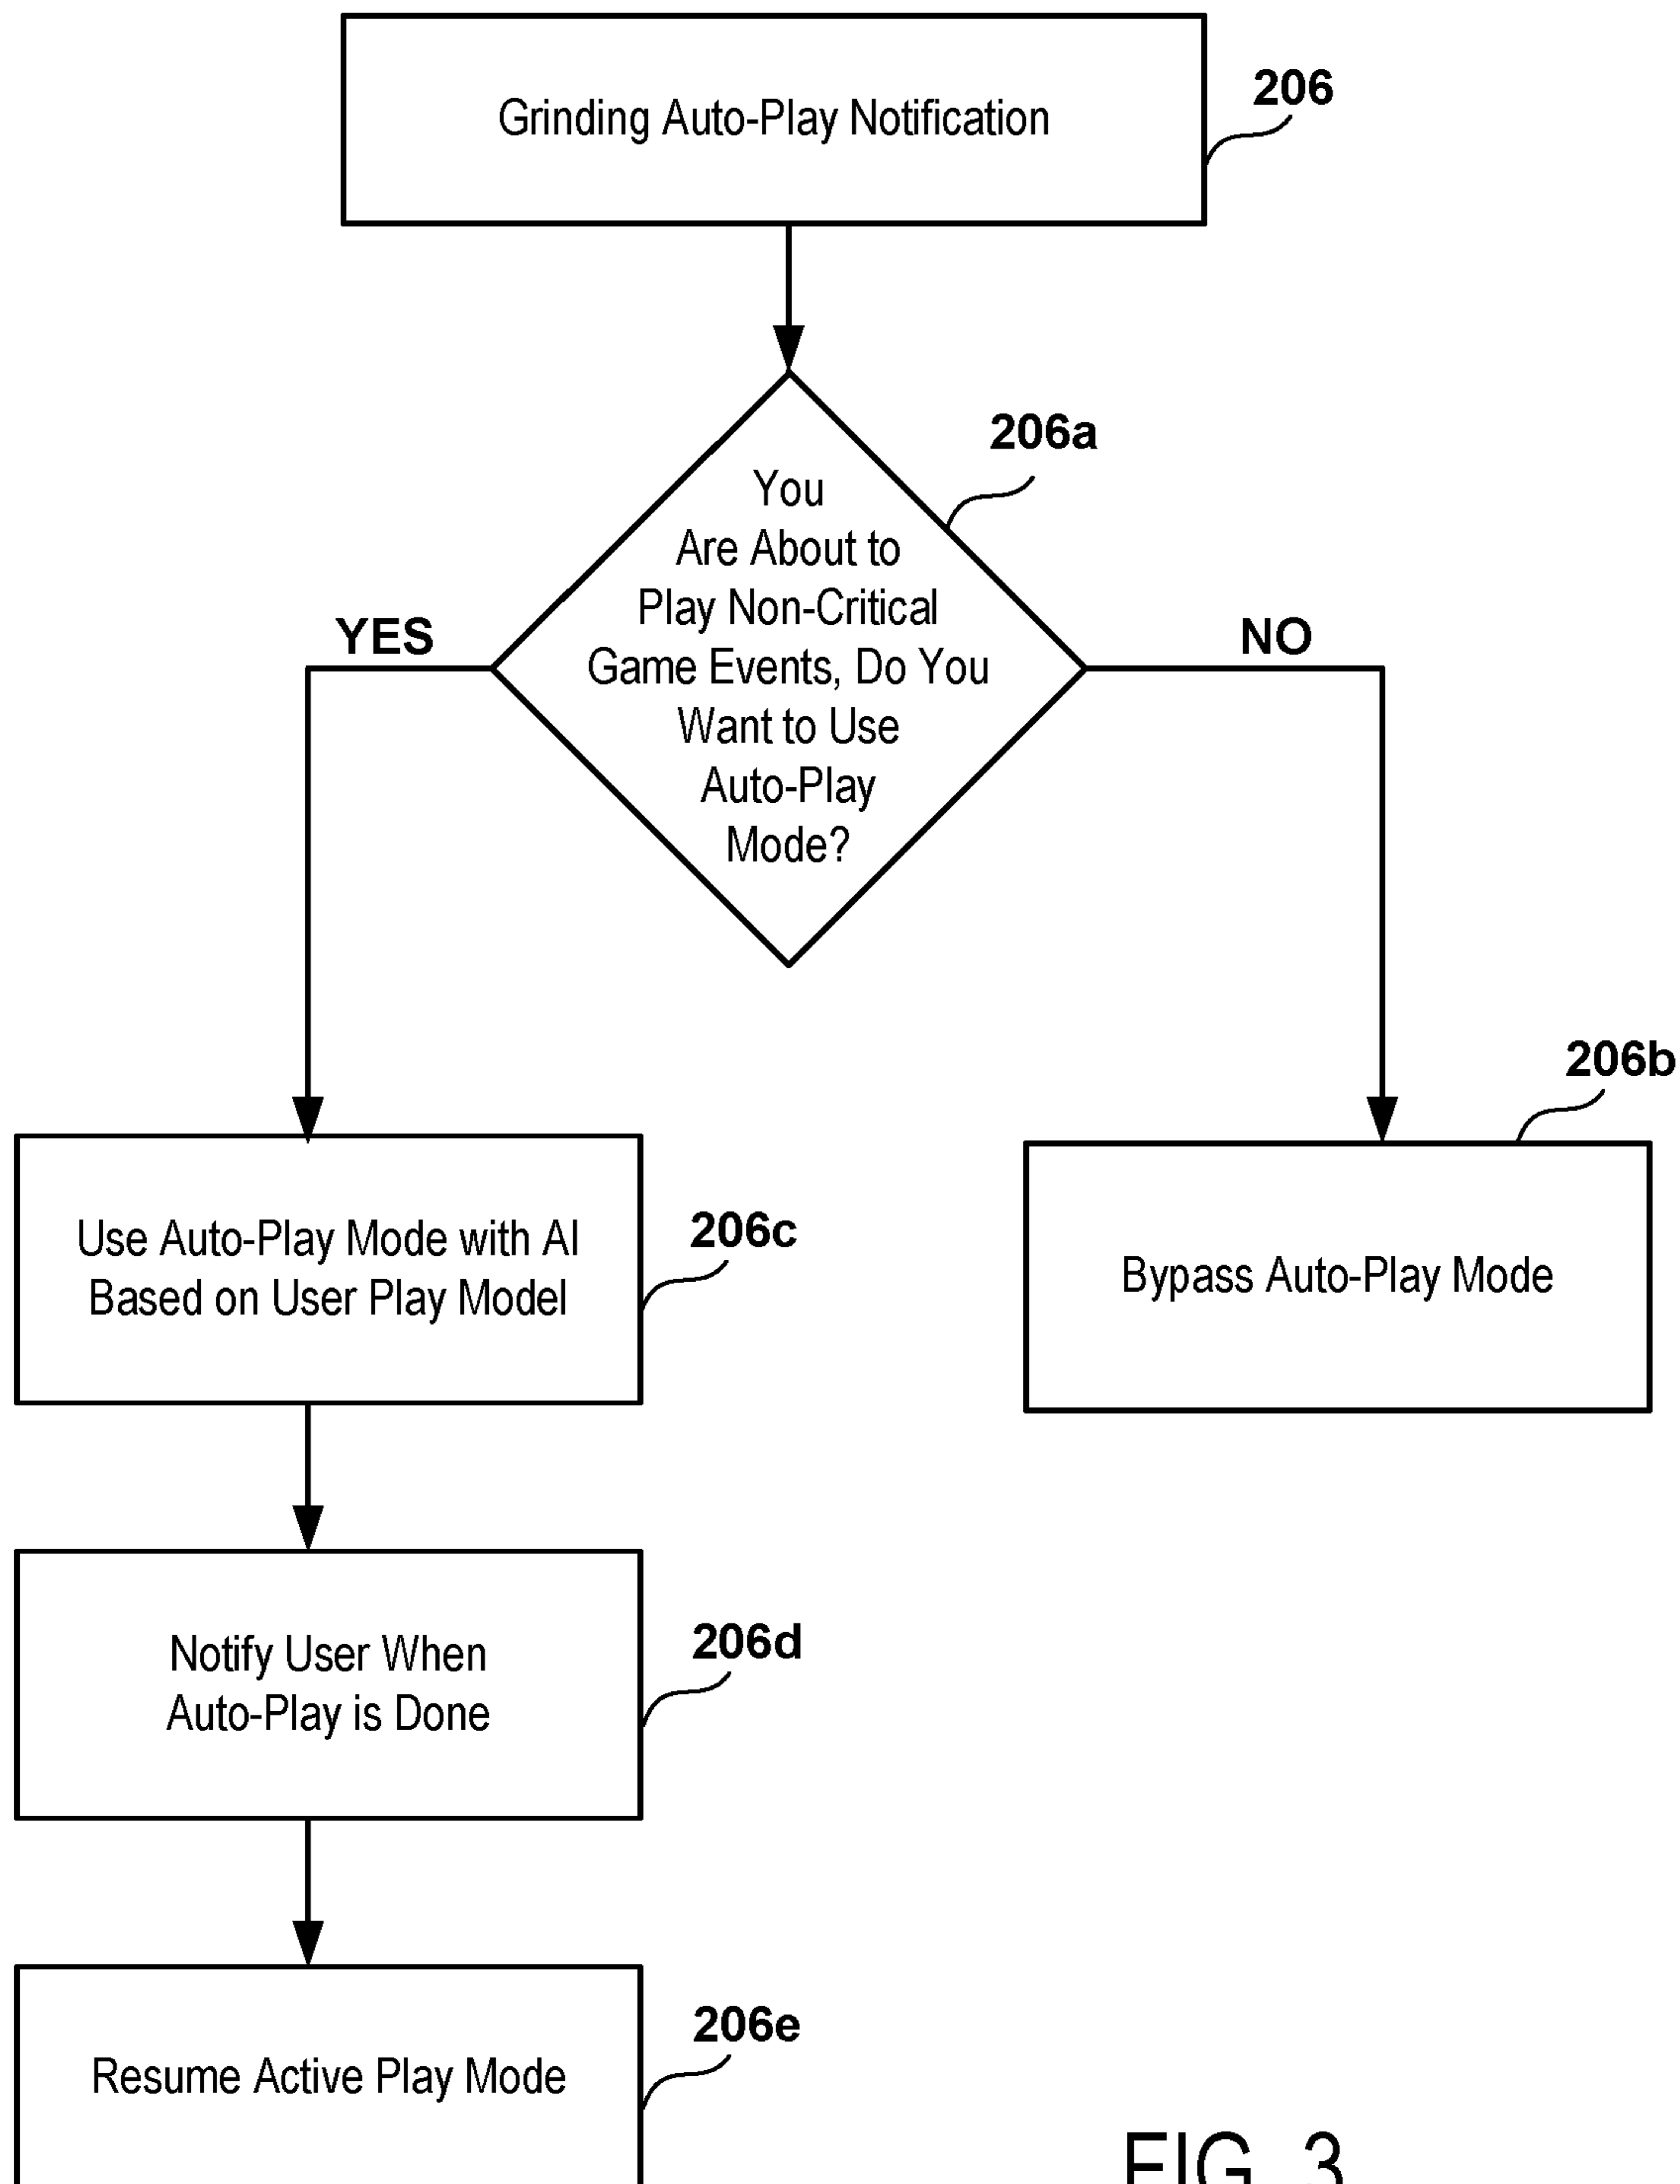 Grinding Auto-Play Notification
206
206a
You
Are About to
Play Non-Critical
Game Events, Do You
Want to Use
Auto-Play
Mode?
YES
NO
206b
Use Auto-Play Mode with AI
Based on User Play Model
206c
Bypass Auto-Play Mode
Notify User When
Auto-Play is Done
206d
Resume Active Play Mode
206e
FIG. 3